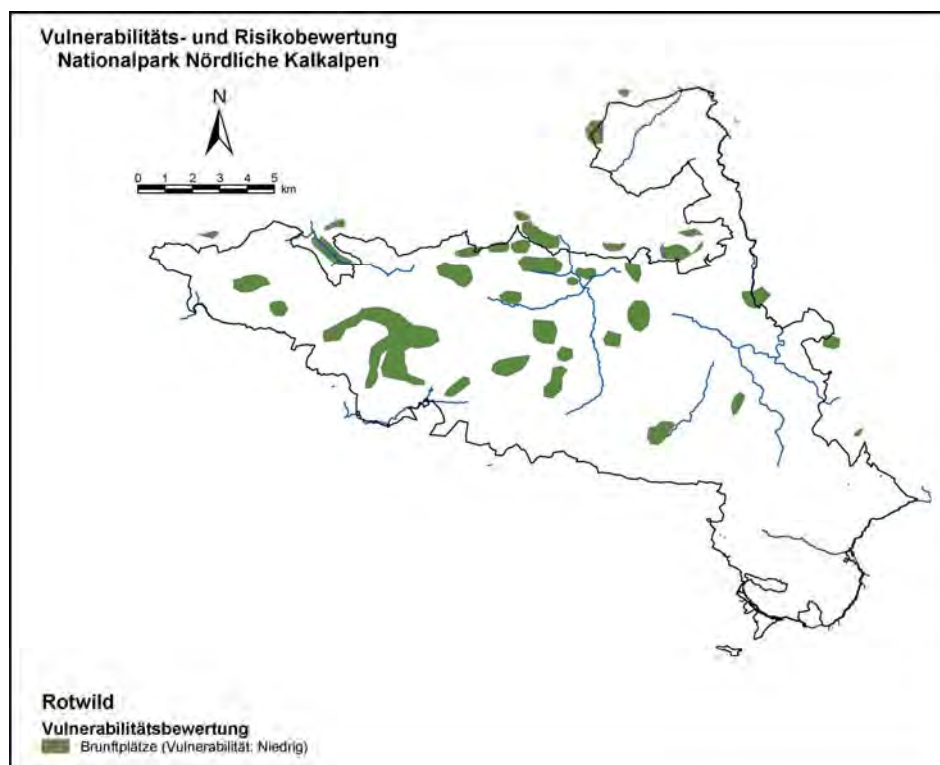 Vulnerabilitäts- und Risikobewertung
Nationalpark Nördliche Kalkalpen
N
0 1 2 3 4 5
km
Rotwild
Vulnerabilitätsbewertung
Brunftplätze (Vulnerabilität: Niedrig)